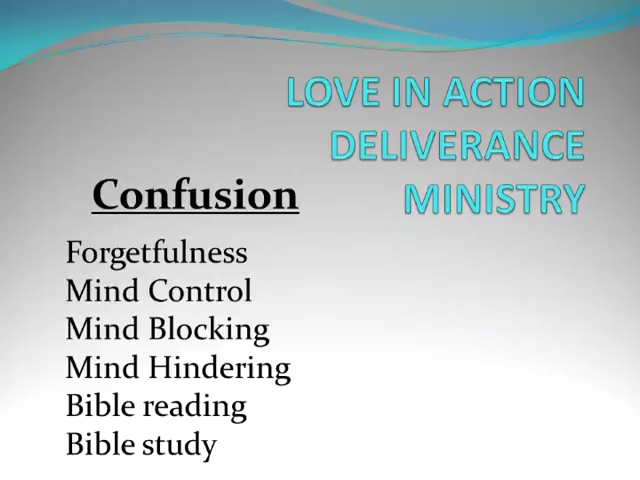 LOVE IN ACTION
DELIVERANCE
MINISTRY
Confusion
Forgetfulness
Mind Control
Mind Blocking
Mind Hindering
Bible reading
Bible study